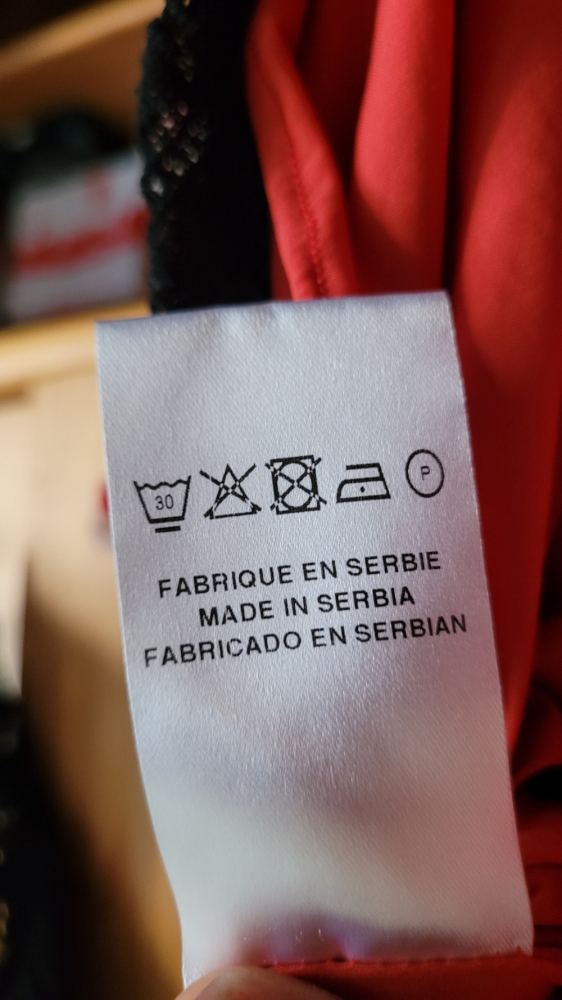 30
P
FABRIQUE EN SERBIE
MADE IN SERBIA
FABRICADO EN SERBIAN